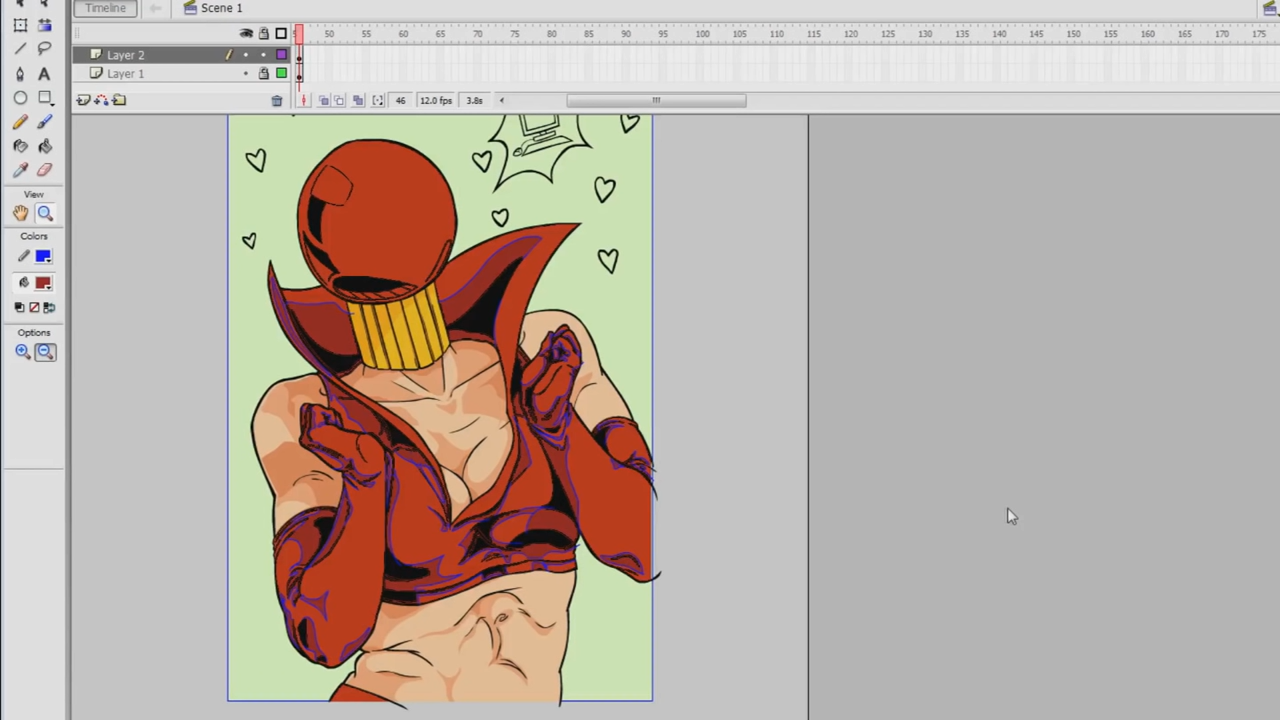 Timeline
Scene 1
50 55 60 65 70 75 80 85 90 95 100 105 110 115 120 125 130 135 140 145 150 155 160 165 170 175
Layer 2
Layer 1
46 12.0 fps 3.8s
A
View
Colors
Options